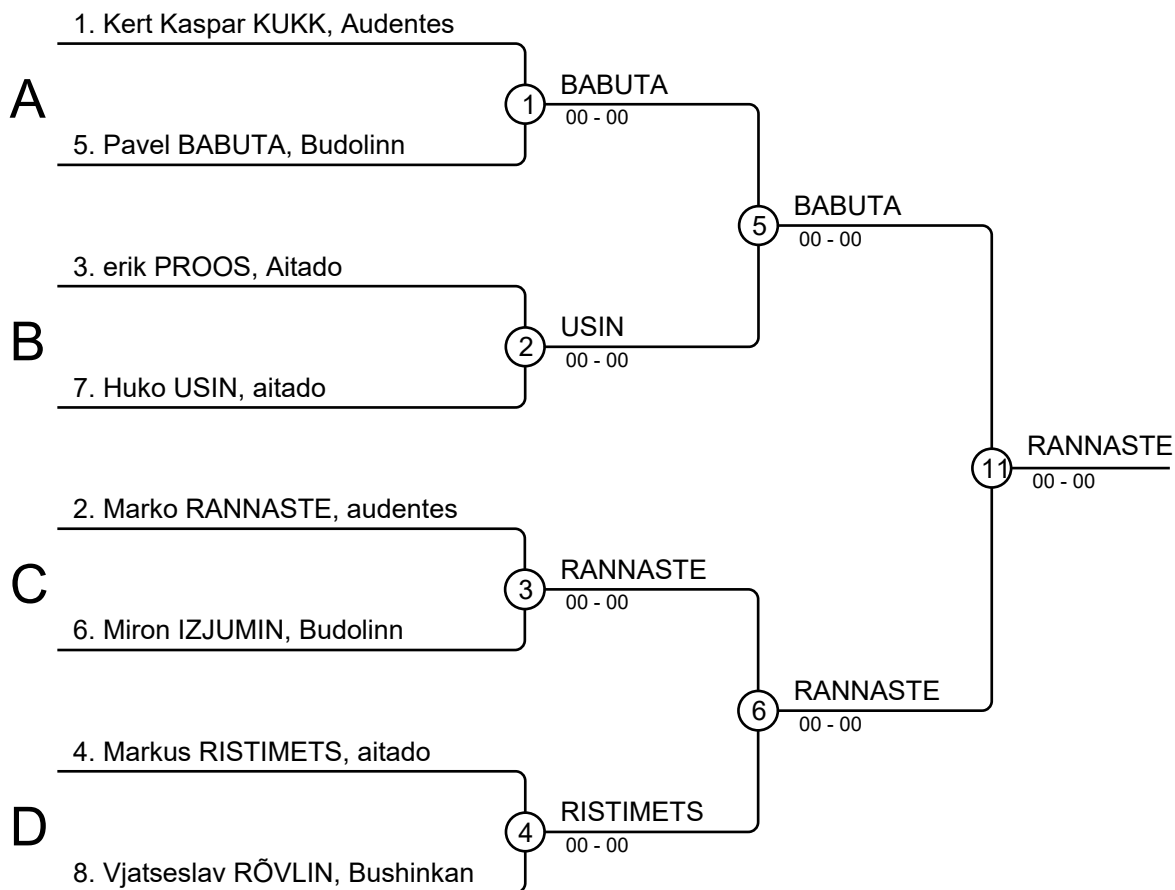 1. Kert Kaspar KUKK, Audentes
A
1
BABUTA
00 - 00
5. Pavel BABUTA, Budolinn
5
BABUTA
00 - 00
3. erik PROOS, Aitado
B
2
USIN
00 - 00
7. Huko USIN, aitado
11
RANNASTE
00 - 00
2. Marko RANNASTE, audentes
C
3
RANNASTE
00 - 00
6. Miron IZJUMIN, Budolinn
6
RANNASTE
00 - 00
4. Markus RISTIMETS, aitado
D
4
RISTIMETS
00 - 00
8. Vjatseslav RÕVLIN, Bushinkan